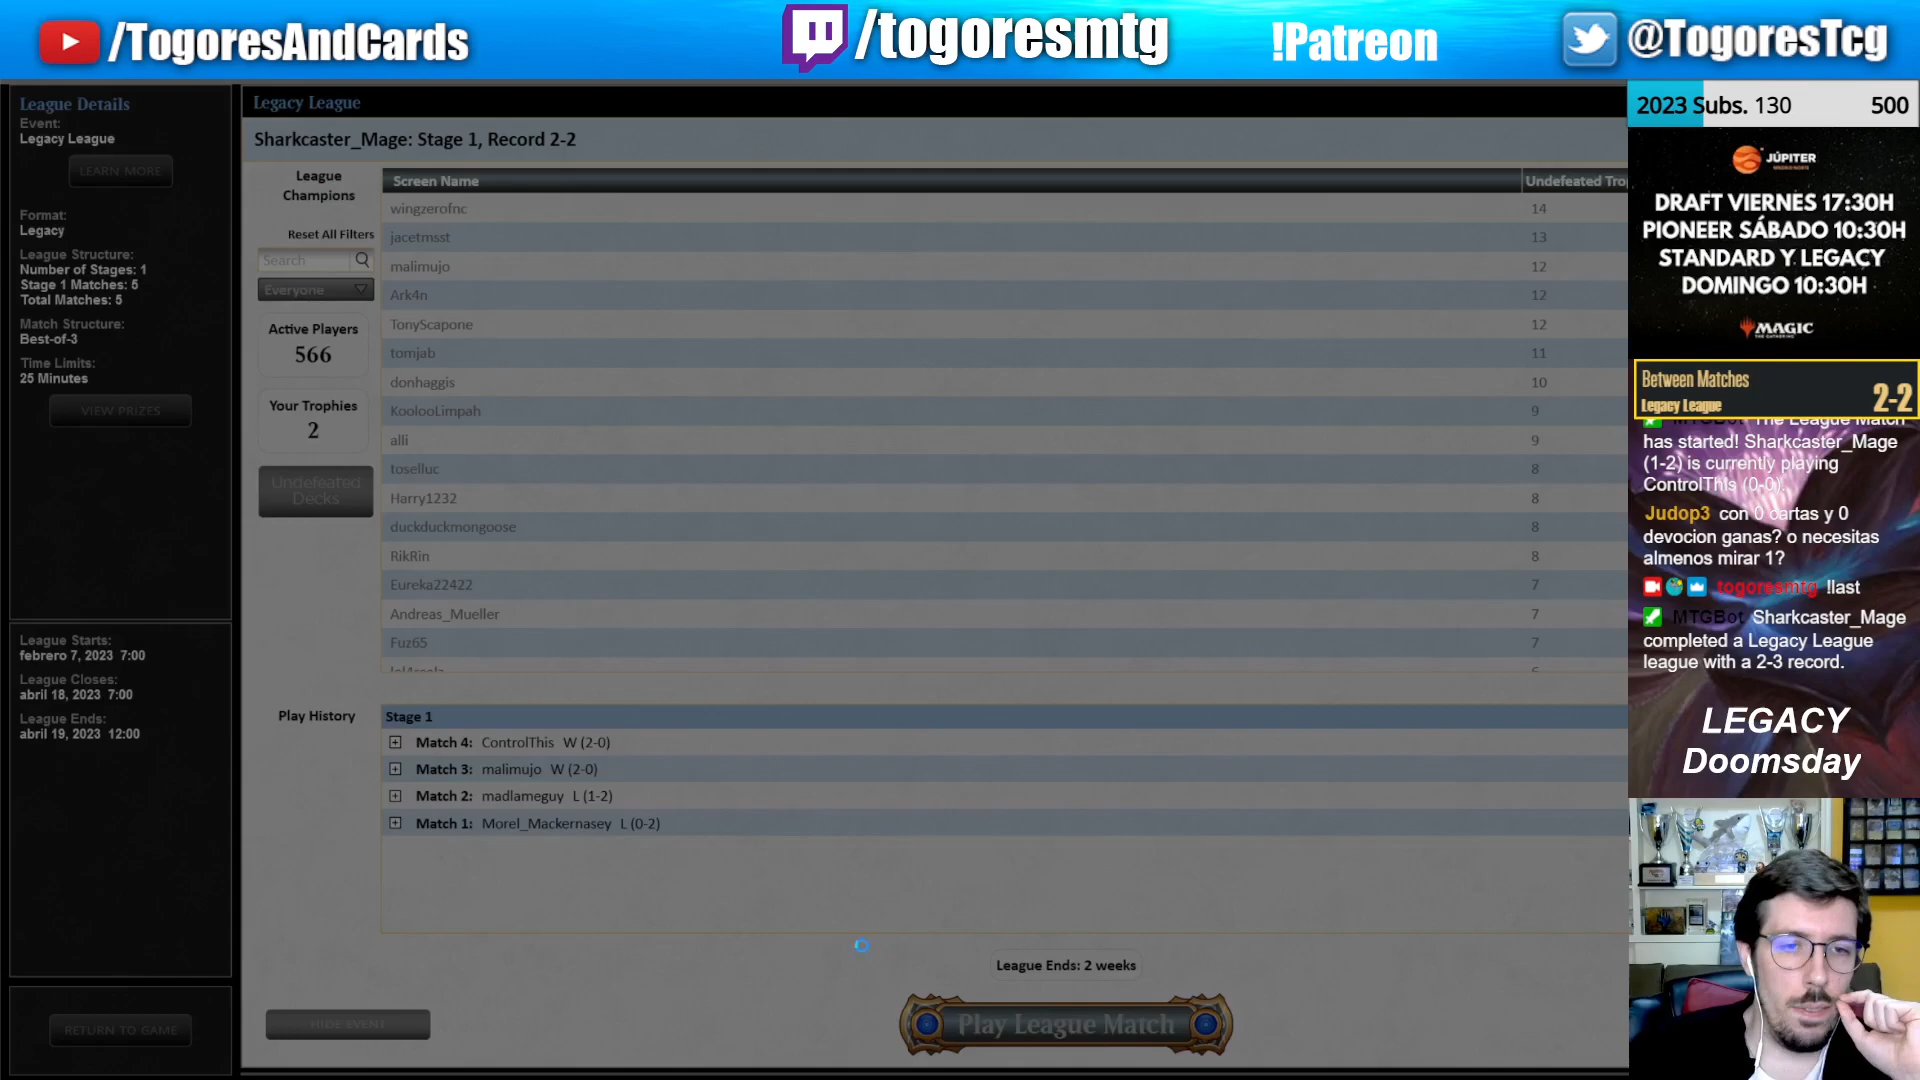 /TogoresAndCards
/togoresmtg
!Patreon
@TogoresTcg
League Details
Event:
Legacy League
LEARN MORE
Format:
Legacy
League Structure:
Number of Stages: 1
Stage 1 Matches: 5
Total Matches: 5
Match Structure:
Best-of-3
Time Limits:
25 Minutes
VIEW PRIZES
League Starts:
febrero 7, 2023 7:00
League Closes:
abril 18, 2023 7:00
League Ends:
abril 19, 2023 12:00
RETURN TO GAME
Legacy League
Sharkcaster_Mage: Stage 1, Record 2-2
League
Champions
Reset All Filters
Search
Everyone
Active Players
566
Your Trophies
2
Undefeated
Decks
Screen Name Undefeated Tro
wingzerofnc 14
jacetmsst 13
malimujo 12
Ark4n 12
TonyScapone 12
tomjab 11
donhaggis 10
KoolooLimpah 9
alli 9
toselluc 8
Harry1232 8
duckduckmongoose 8
RikRin 8
Eureka22422 7
Andreas_Mueller 7
Fuz65 7
Play History
Stage 1
Match 4: ControlThis W (2-0)
Match 3: malimujo W (2-0)
Match 2: madlameguy L (1-2)
Match 1: Morel_Mackernasey L (0-2)
League Ends: 2 weeks
HIDE EVENT
Play League Match
2023 Subs. 130 500
JÚPITER
DRAFT VIERNES 17:30H
PIONEER SÁBADO 10:30H
STANDARD Y LEGACY
DOMINGO 10:30H
MAGIC
THE GATHERING
Between Matches
Legacy League
2-2
MTGBot The League Match
has started! Sharkcaster_Mage
(1-2) is currently playing
ControlThis (0-0).
Judop3 con 0 cartas y 0
devocion ganas? o necesitas
almenos mirar 1?
togoresmtg !last
MTGBot Sharkcaster_Mage
completed a Legacy League
league with a 2-3 record.
LEGACY
Doomsday